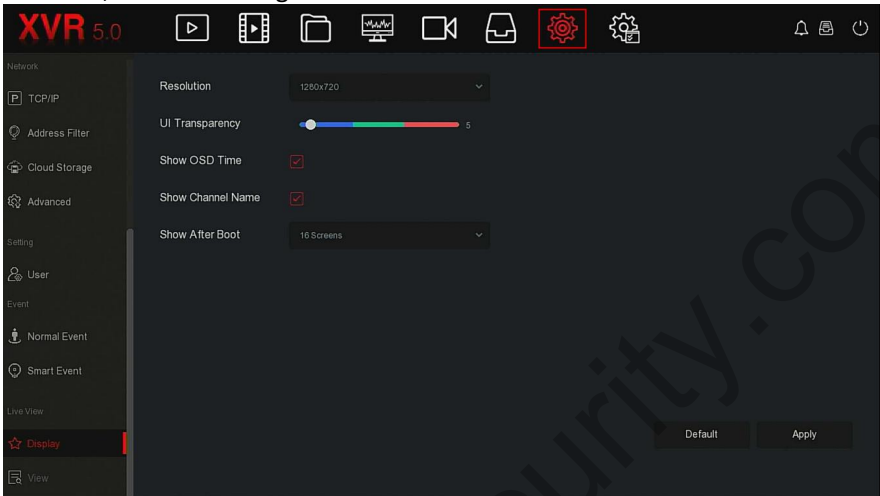 XVR 5.0
Network
P TCP/IP
Address Filter
Cloud Storage
Advanced
Setting
User
Event
Normal Event
Smart Event
Live View
Display
View
Resolution 1280x720
UI Transparency 5
Show OSD Time
Show Channel Name
Show After Boot 16 Screens
Default Apply
urity.com